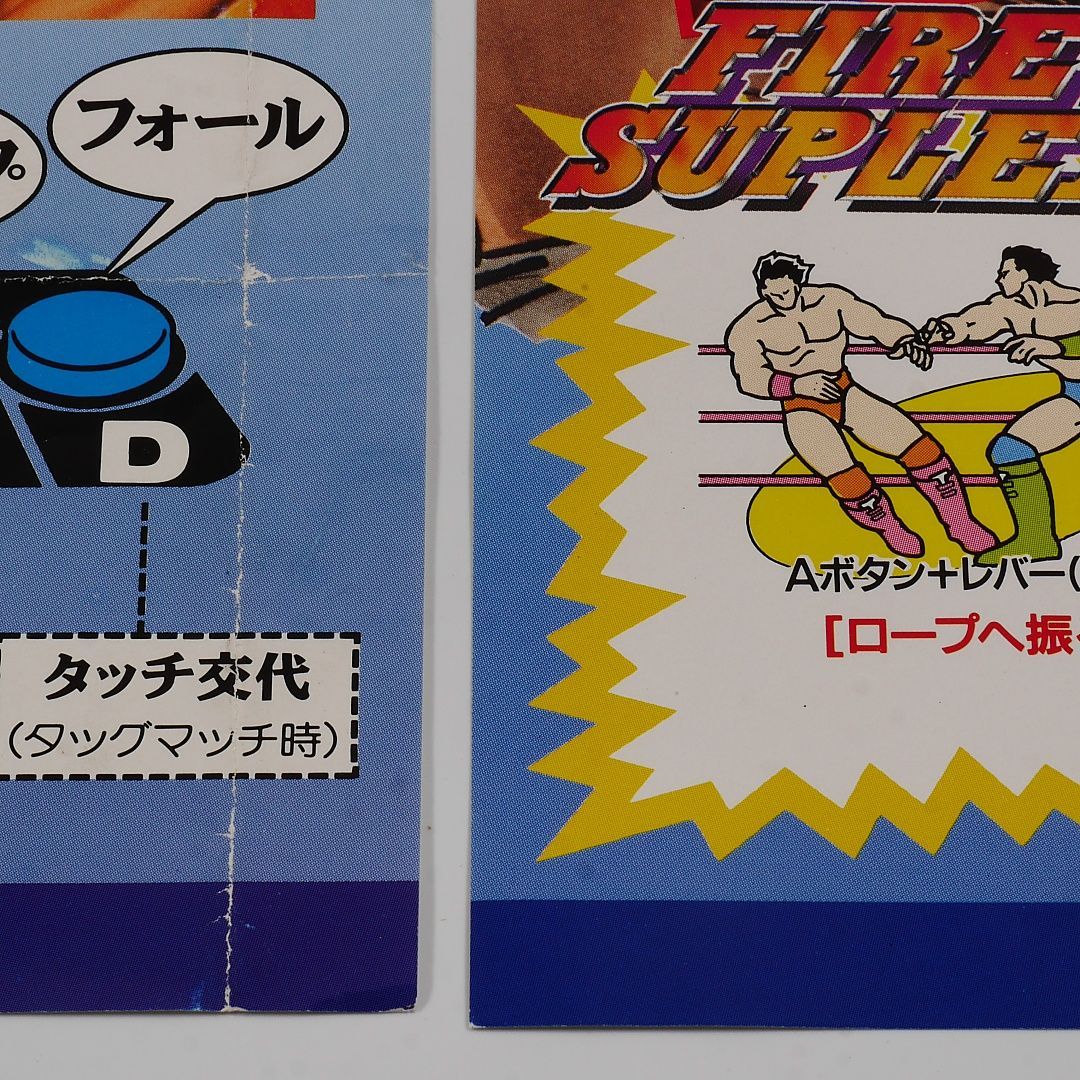 フォール
プ。
D
タッチ交代
(タッグマッチ時)
FIRE
SUPLE
Aボタン+レバー(
[ロープへ振